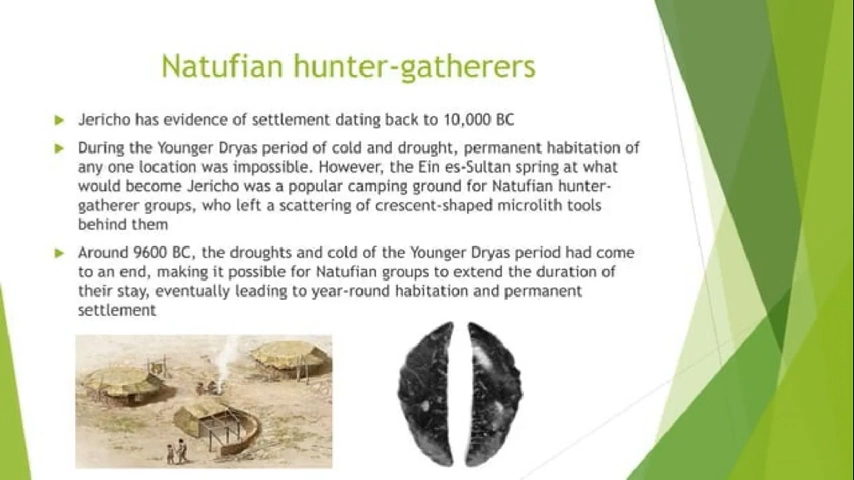 Natufian hunter-gatherers
Jericho has evidence of settlement dating back to 10,000 BC
During the Younger Dryas period of cold and drought, permanent habitation of
any one location was impossible. However, the Ein es-Sultan spring at what
would become Jericho was a popular camping ground for Natufian hunter-
gatherer groups, who left a scattering of crescent-shaped microlith tools
behind them
Around 9600 BC, the droughts and cold of the Younger Dryas period had come
to an end, making it possible for Natufian groups to extend the duration of
their stay, eventually leading to year-round habitation and permanent
settlement